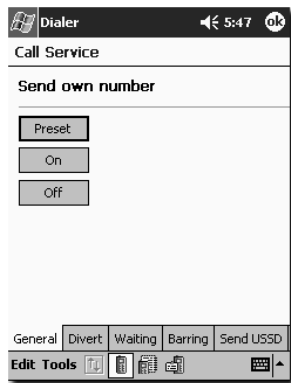 Dialer 5:47 ok
Call Service
Send own number
Preset
On
Off
General Divert Waiting Barring Send USSD
Edit Tools